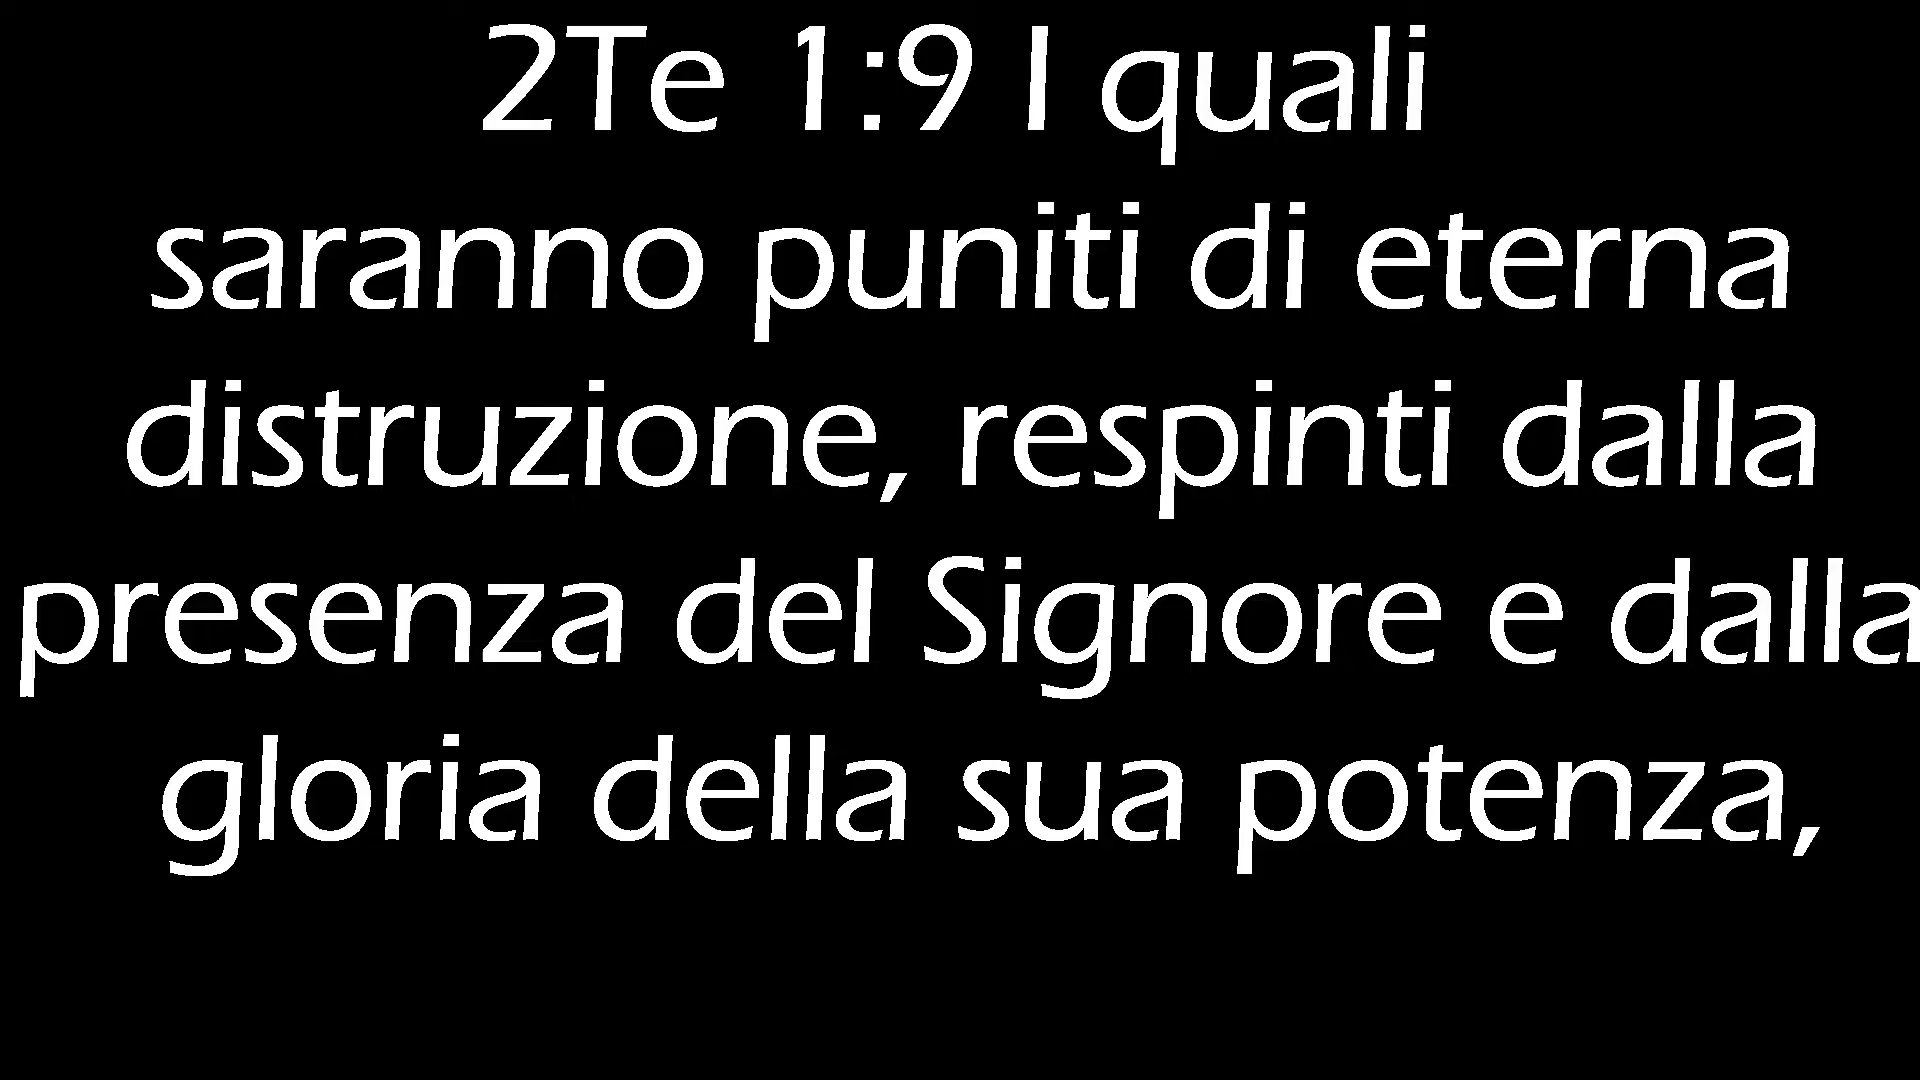 2Te 1:9 I quali
saranno puniti di eterna
distruzione, respinti dalla
presenza del Signore e dalla
gloria della sua potenza,